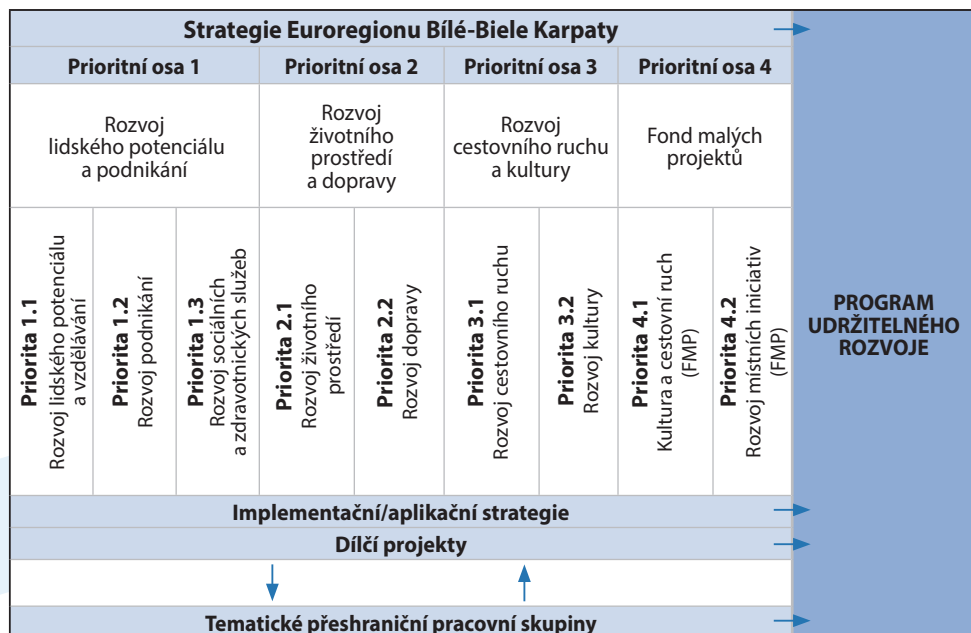 Strategie Euroregionu Bílé-Biele Karpaty
Prioritní osa 1
Prioritní osa 2
Prioritní osa 3
Prioritní osa 4
Rozvoj
lidského potenciálu
a podnikání
Rozvoj
životního
prostředí
a dopravy
Rozvoj
cestovního ruchu
a kultury
Fond malých
projektů
Priorita 1.1
Rozvoj lidského potenciálu
a vzdělávání
Priorita 1.2
Rozvoj podnikání
Priorita 1.3
Rozvoj sociálních
a zdravotnických služeb
Priorita 2.1
Rozvoj životního
prostředí
Priorita 2.2
Rozvoj dopravy
Priorita 3.1
Rozvoj cestovního ruchu
Priorita 3.2
Rozvoj kultury
Priorita 4.1
Kultura a cestovní ruch
(FMP)
Priorita 4.2
Rozvoj místních iniciativ
(FMP)
PROGRAM
UDRŽITELNÉHO
ROZVOJE
Implementační/aplikační strategie
Dílčí projekty
Tematické přeshraniční pracovní skupiny